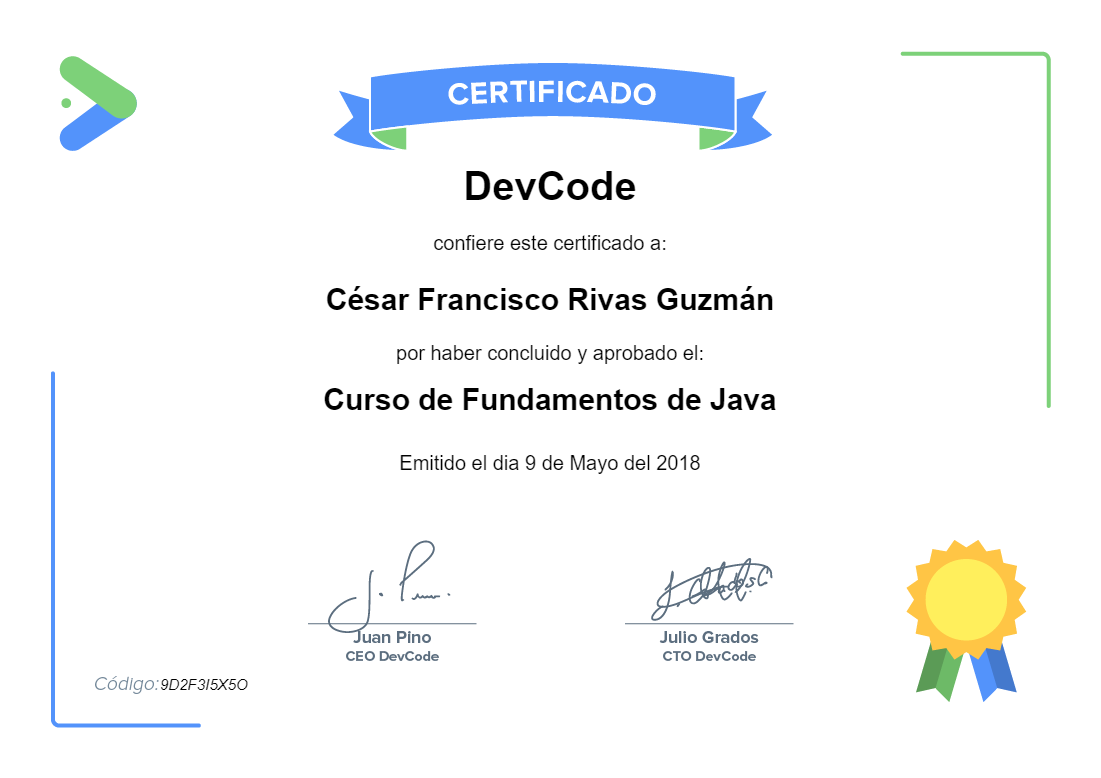 CERTIFICADO
DevCode
confiere este certificado a:
César Francisco Rivas Guzmán
por haber concluido y aprobado el:
Curso de Fundamentos de Java
Emitido el dia 9 de Mayo del 2018
Juan Pino
CEO DevCode
Julio Grados
CTO DevCode
Código: 9D2F3I5X5O